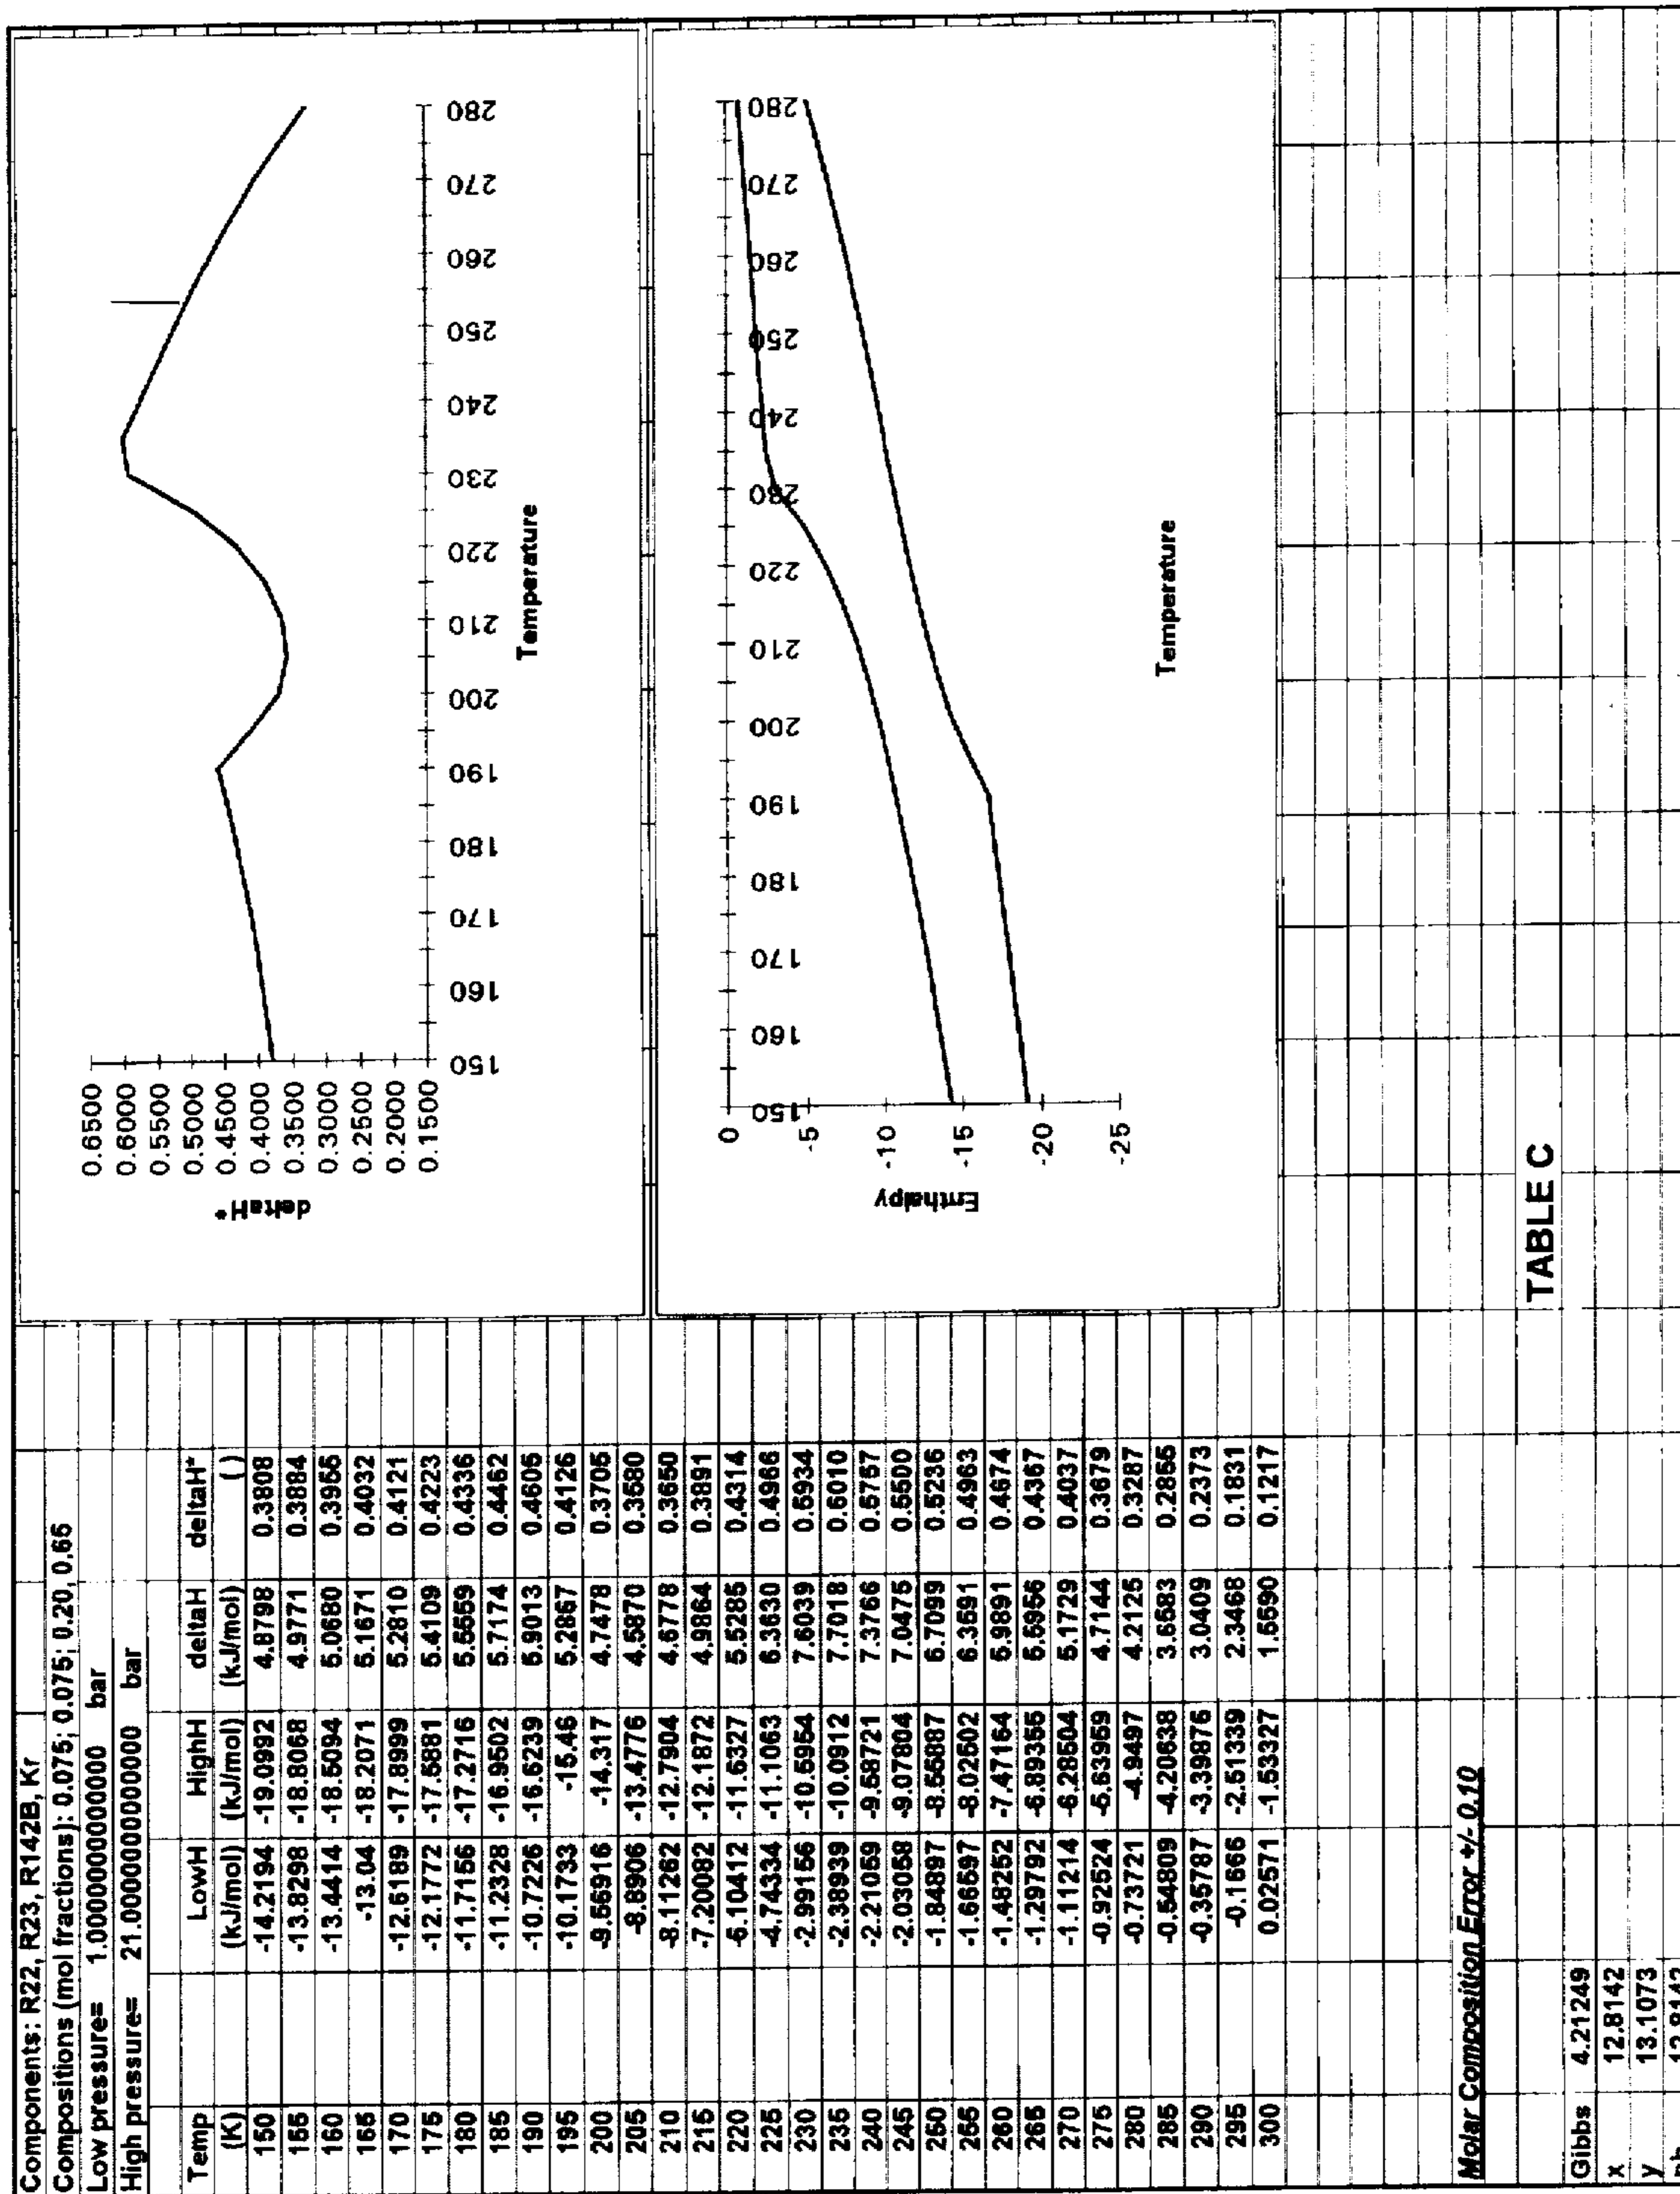 Components: R22, R23, R142B, Kr
Compositions (mol fractions): 0.075; 0.075; 0.20, 0.65
Low pressure= 1.00000000000000 bar
High pressure= 21.00000000000000 bar
Temp LowH HighH deltaH deltaH*
(K) (kJ/mol) (kJ/mol) (kJ/mol) ( )
150 -14.2194 -19.0992 4.8798 0.3808
155 -13.8298 -18.8068 4.9771 0.3884
160 -13.4414 -18.5094 5.0680 0.3955
165 -13.04 -18.2071 5.1671 0.4032
170 -12.6189 -17.8999 5.2810 0.4121
175 -12.1772 -17.5881 5.4109 0.4223
180 -11.7156 -17.2716 5.5559 0.4336
185 -11.2328 -16.9502 5.7174 0.4462
190 -10.7226 -16.6239 5.9013 0.4605
195 -10.1733 -15.46 5.2867 0.4126
200 -9.56916 -14.317 4.7478 0.3705
205 -8.8906 -13.4776 4.5870 0.3580
210 -8.11262 -12.7904 4.6778 0.3650
215 -7.20082 -12.1872 4.9864 0.3891
220 -6.10412 -11.6327 5.5285 0.4314
225 -4.74334 -11.1063 6.3630 0.4966
230 -2.99156 -10.5954 7.6039 0.5934
235 -2.38939 -10.0912 7.7018 0.6010
240 -2.21059 -9.58721 7.3766 0.5757
245 -2.03058 -9.07804 7.0475 0.5500
250 -1.84897 -8.55887 6.7099 0.5236
255 -1.66597 -8.02502 6.3591 0.4963
260 -1.48252 -7.47164 5.9891 0.4674
265 -1.29792 -6.89355 5.5956 0.4367
270 -1.11214 -6.28504 5.1729 0.4037
275 -0.92524 -5.63959 4.7144 0.3679
280 -0.73721 -4.9497 4.2125 0.3287
285 -0.54809 -4.20638 3.6583 0.2855
290 -0.35787 -3.39876 3.0409 0.2373
295 -0.1666 -2.51339 2.3468 0.1831
300 0.02571 -1.53327 1.5590 0.1217
Molar Composition Error +/- 0.10
Gibbs 4.21249
x 12.8142
y 13.1073
12.8142
deltaH*
0.6500
0.6000
0.5500
0.5000
0.4500
0.4000
0.3500
0.3000
0.2500
0.2000
0.1500
150 160 170 180 190 200 210 220 230 240 250 260 270 280
Temperature
Enthalpy
0
-5
-10
-15
-20
-25
150 160 170 180 190 200 210 220 230 240 250 260 270 280
Temperature
TABLE C